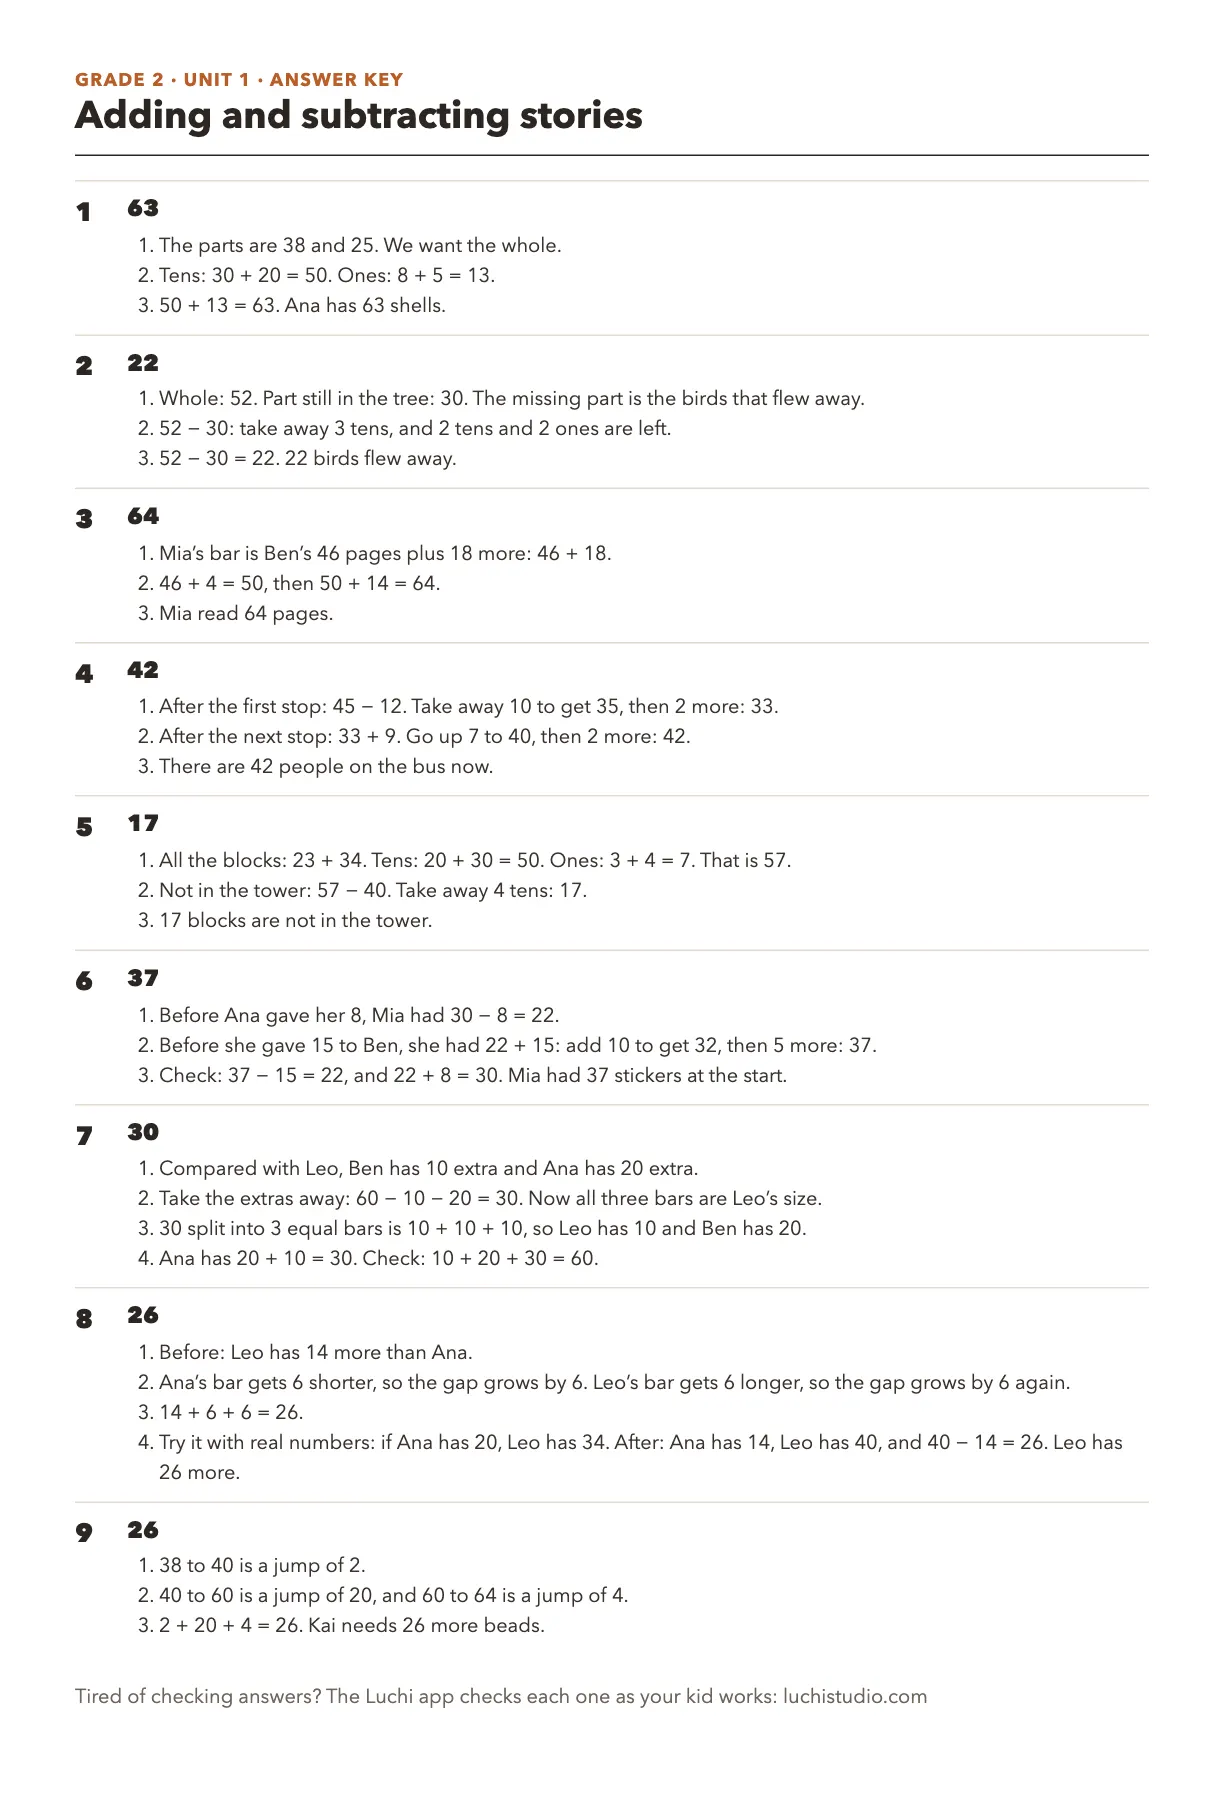 GRADE 2 · UNIT 1 · ANSWER KEY
Adding and subtracting stories
1 63
1. The parts are 38 and 25. We want the whole.
2. Tens: 30 + 20 = 50. Ones: 8 + 5 = 13.
3. 50 + 13 = 63. Ana has 63 shells.
2 22
1. Whole: 52. Part still in the tree: 30. The missing part is the birds that flew away.
2. 52 − 30: take away 3 tens, and 2 tens and 2 ones are left.
3. 52 − 30 = 22. 22 birds flew away.
3 64
1. Mia’s bar is Ben’s 46 pages plus 18 more: 46 + 18.
2. 46 + 4 = 50, then 50 + 14 = 64.
3. Mia read 64 pages.
4 42
1. After the first stop: 45 − 12. Take away 10 to get 35, then 2 more: 33.
2. After the next stop: 33 + 9. Go up 7 to 40, then 2 more: 42.
3. There are 42 people on the bus now.
5 17
1. All the blocks: 23 + 34. Tens: 20 + 30 = 50. Ones: 3 + 4 = 7. That is 57.
2. Not in the tower: 57 − 40. Take away 4 tens: 17.
3. 17 blocks are not in the tower.
6 37
1. Before Ana gave her 8, Mia had 30 − 8 = 22.
2. Before she gave 15 to Ben, she had 22 + 15: add 10 to get 32, then 5 more: 37.
3. Check: 37 − 15 = 22, and 22 + 8 = 30. Mia had 37 stickers at the start.
7 30
1. Compared with Leo, Ben has 10 extra and Ana has 20 extra.
2. Take the extras away: 60 − 10 − 20 = 30. Now all three bars are Leo’s size.
3. 30 split into 3 equal bars is 10 + 10 + 10, so Leo has 10 and Ben has 20.
4. Ana has 20 + 10 = 30. Check: 10 + 20 + 30 = 60.
8 26
1. Before: Leo has 14 more than Ana.
2. Ana’s bar gets 6 shorter, so the gap grows by 6. Leo’s bar gets 6 longer, so the gap grows by 6 again.
3. 14 + 6 + 6 = 26.
4. Try it with real numbers: if Ana has 20, Leo has 34. After: Ana has 14, Leo has 40, and 40 − 14 = 26. Leo has
26 more.
9 26
1. 38 to 40 is a jump of 2.
2. 40 to 60 is a jump of 20, and 60 to 64 is a jump of 4.
3. 2 + 20 + 4 = 26. Kai needs 26 more beads.
Tired of checking answers? The Luchi app checks each one as your kid works: luchistudio.com